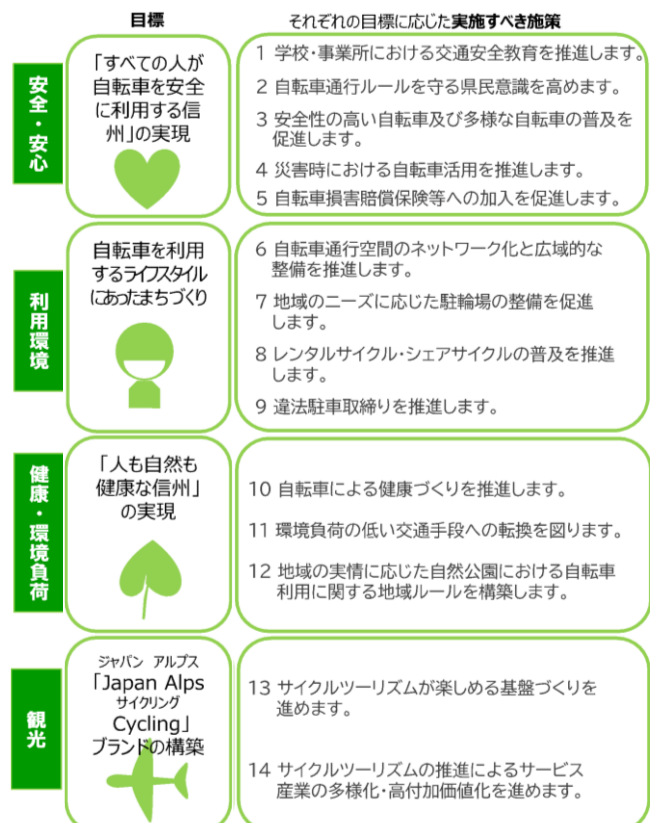 目標
それぞれの目標に応じた実施すべき施策
安全・安心
「すべての人が
自転車を安全
に利用する信
州」の実現
1 学校・事業所における交通安全教育を推進します。
2 自転車通行ルールを守る県民意識を高めます。
3 安全性の高い自転車及び多様な自転車の普及を
促進します。
4 災害時における自転車活用を推進します。
5 自転車損害賠償保険等への加入を促進します。
利用環境
自転車を利用
するライフスタイル
にあったまちづくり
6 自転車通行空間のネットワーク化と広域的な
整備を推進します。
7 地域のニーズに応じた駐輪場の整備を促進
します。
8 レンタルサイクル・シェアサイクルの普及を推進
します。
9 違法駐車取締りを推進します。
健康・環境負荷
「人も自然も
健康な信州」
の実現
10 自転車による健康づくりを推進します。
11 環境負荷の低い交通手段への転換を図ります。
12 地域の実情に応じた自然公園における自転車
利用に関する地域ルールを構築します。
観光
ジャパン アルプス
「Japan Alps
サイクリング
Cycling」
ブランドの構築
13 サイクルツーリズムが楽しめる基盤づくりを
進めます。
14 サイクルツーリズムの推進によるサービス
産業の多様化・高付加価値化を進めます。